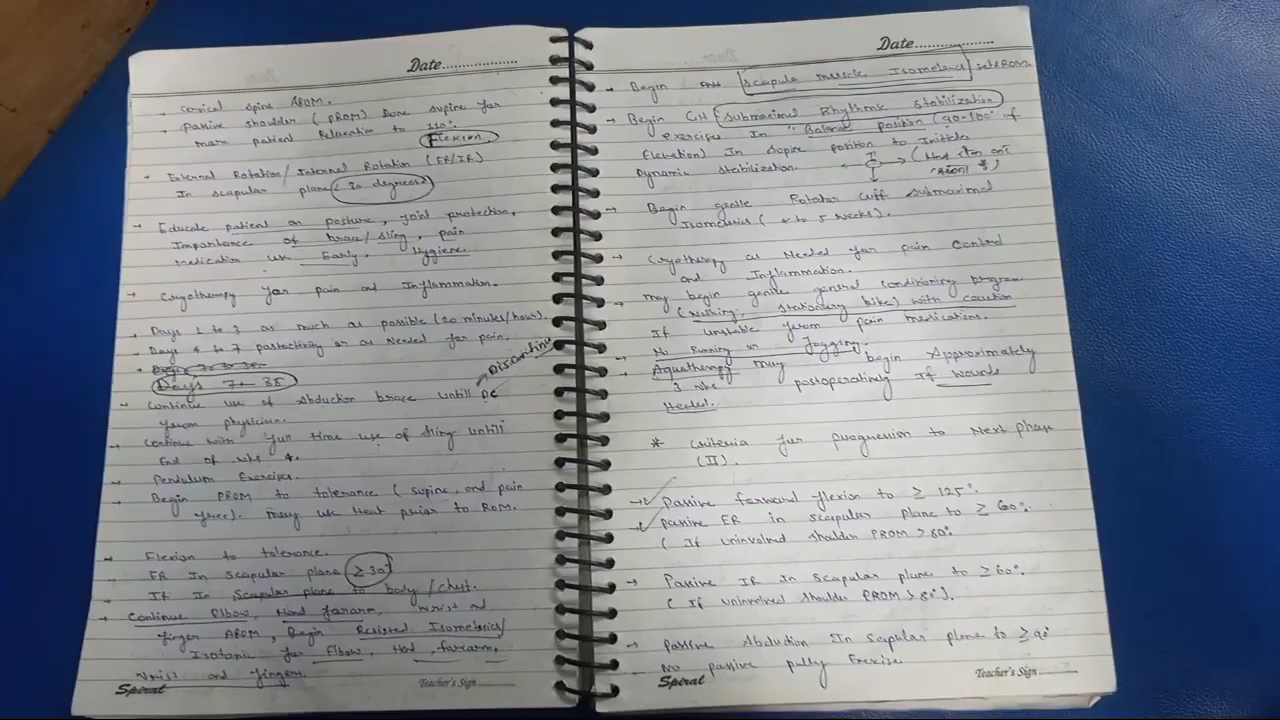 Date
Cervical spine AROM.
Passive shoulder (PROM) Done supine for
more patient Relaxation to 110°.
Flexion
External Rotation/Internal Rotation (ER/IR)
In scapular plane (30 degrees)
Educate patient on posture, joint protection,
Importance of brace/sling, pain
medication use Early, Hygiene.
Cryotherapy for pain and Inflammation.
Days 1 to 3 as much as possible (20 minutes/hour).
Days 4 to 7 postactivity or as Needed for pain.
Days 7 to 35
Discontinue
Continue use of Abduction brace untill DC
from physician.
Continue with full time use of sling untill
End of wk 4.
Pendulum Exercises.
Begin PROM to tolerance (supine, and pain
free). may use Heat prior to ROM.
Flexion to tolerance.
ER In scapular plane ≥ 30°
IR In scapular plane to body/chest.
Continue Elbow, Hand forarm, wrist and
finger AROM, Begin Resisted Isometrics/
Isotonic for Elbow, Hand, forarm,
wrist and fingers.
Spiral
Teacher's Sign
Date
Begin scapula muscle Isometrics
Begin GH submaximal Rhythmic stabilization
exercises In "Balance position (90-100° of
Elevation) In supine position to Initiate
Dynamic stabilization.
Begin gentle Rotator cuff submaximal
Isometrics (4 to 5 weeks).
Cryotherapy as Needed for pain Control
and Inflammation.
may begin gentle general conditioning program
(walking, stationary bike) with caution
If unstable from pain medications.
No Running or Jogging.
Aquatherapy may begin Approximately
3 wks postoperatively If wounds
Healed.
* Criteria for progression to Next phase
(II).
Passive forward flexion to ≥ 125°.
Passive ER in scapular plane to ≥ 60°.
(If uninvolved shoulder PROM > 80°.
Passive IR In scapular plane to ≥ 60°.
(If uninvolved shoulder PROM > 80°).
Passive Abduction In scapular plane to ≥ 90°
No passive pully Exercise.
Spiral
Teacher's Sign